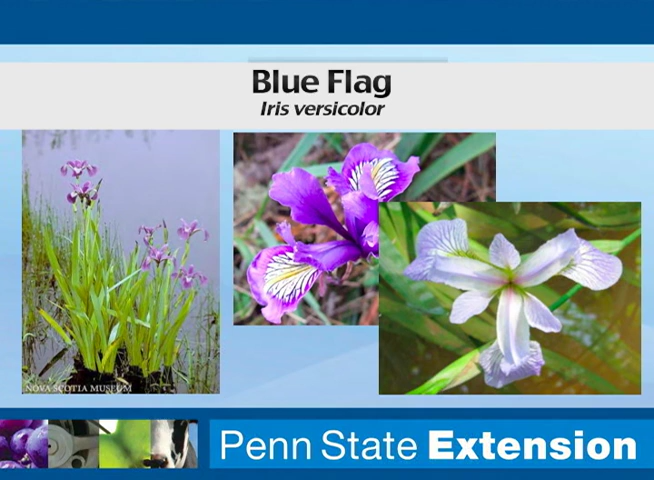 Blue Flag
Iris versicolor
NOVA SCOTIA MUSEUM
Penn State Extension